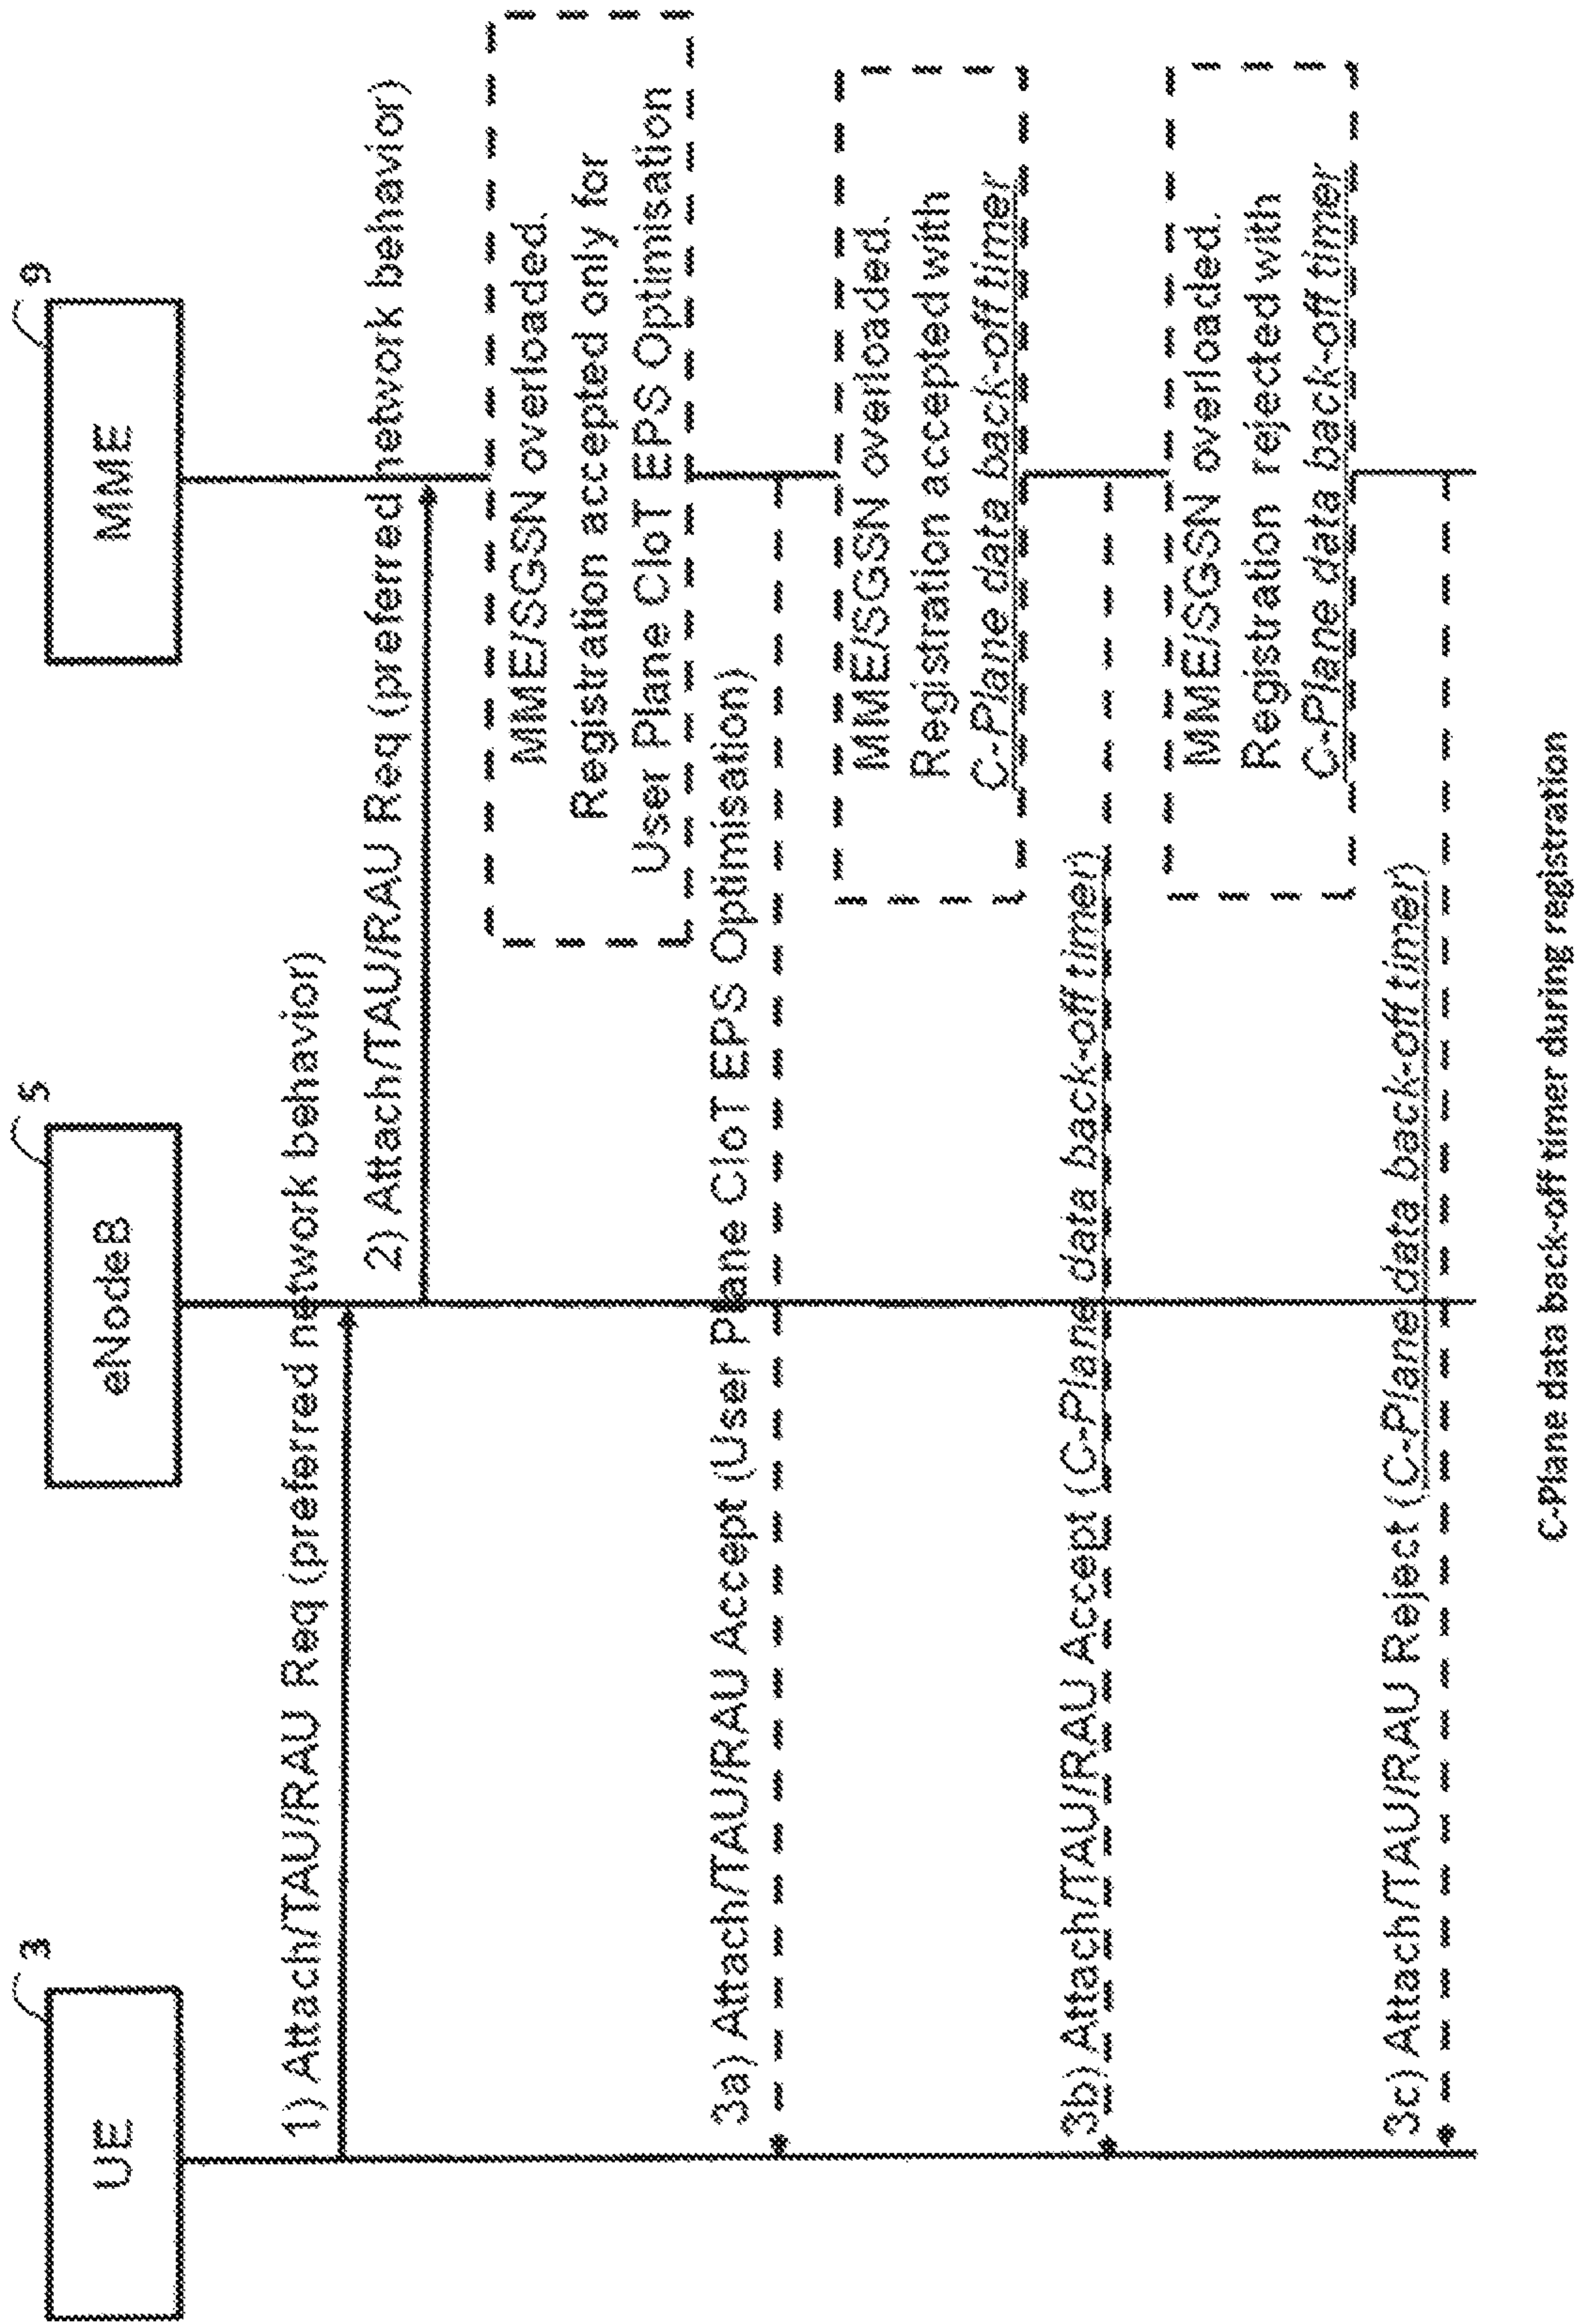 UE
3
eNodeB
5
MME
9
1) Attach/TAU/RAU Req (preferred network behavior)
2) Attach/TAU/RAU Req (preferred network behavior)
MME/SGSN overloaded.
Registration accepted only for
User Plane CIoT EPS Optimisation
3a) Attach/TAU/RAU Accept (User Plane CIoT EPS Optimisation)
MME/SGSN overloaded.
Registration accepted with
C-Plane data back-off timer
3b) Attach/TAU/RAU Accept (C-Plane data back-off timer)
MME/SGSN overloaded.
Registration rejected with
C-Plane data back-off timer
3c) Attach/TAU/RAU Reject (C-Plane data back-off timer)
C-Plane data back-off timer during registration